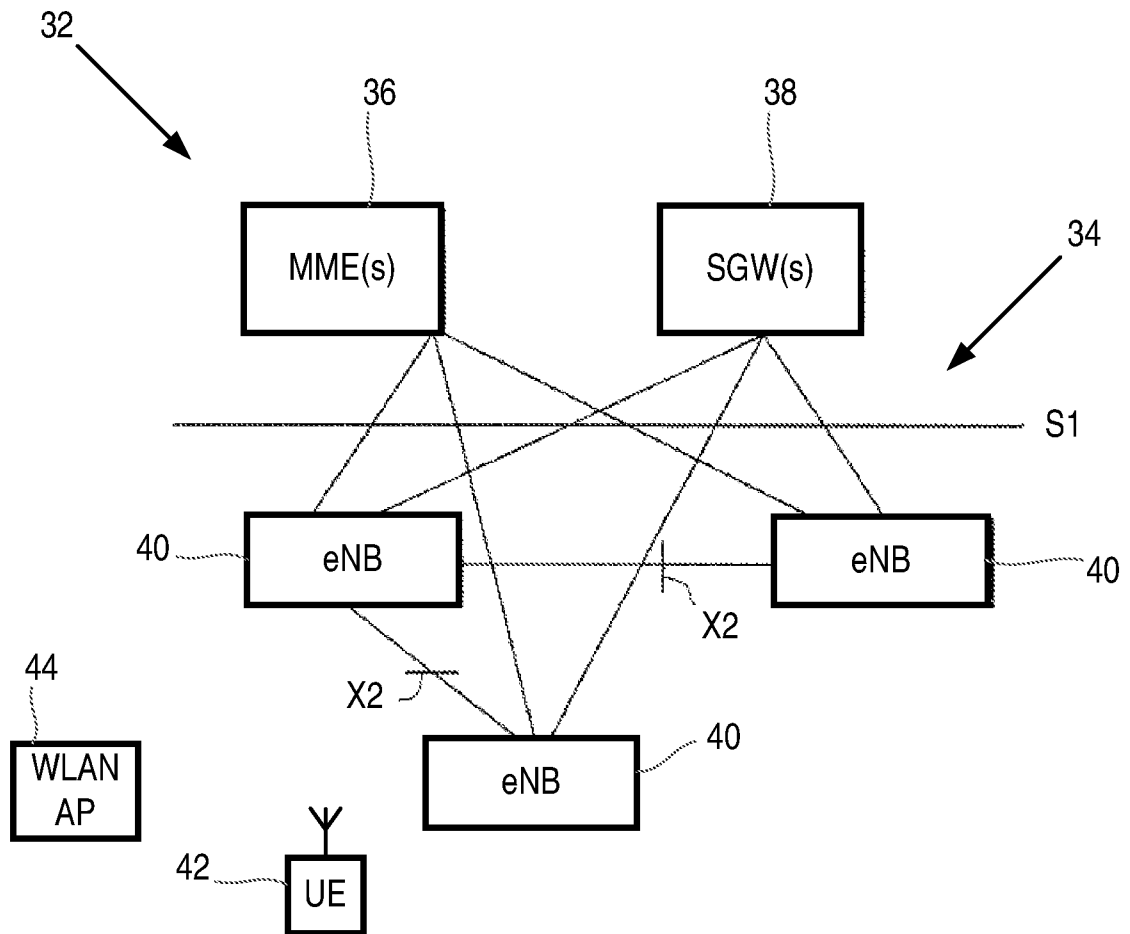 32
36
38
34
MME(s)
SGW(s)
S1
40
eNB
eNB
40
X2
44
X2
40
WLAN
AP
eNB
42
UE